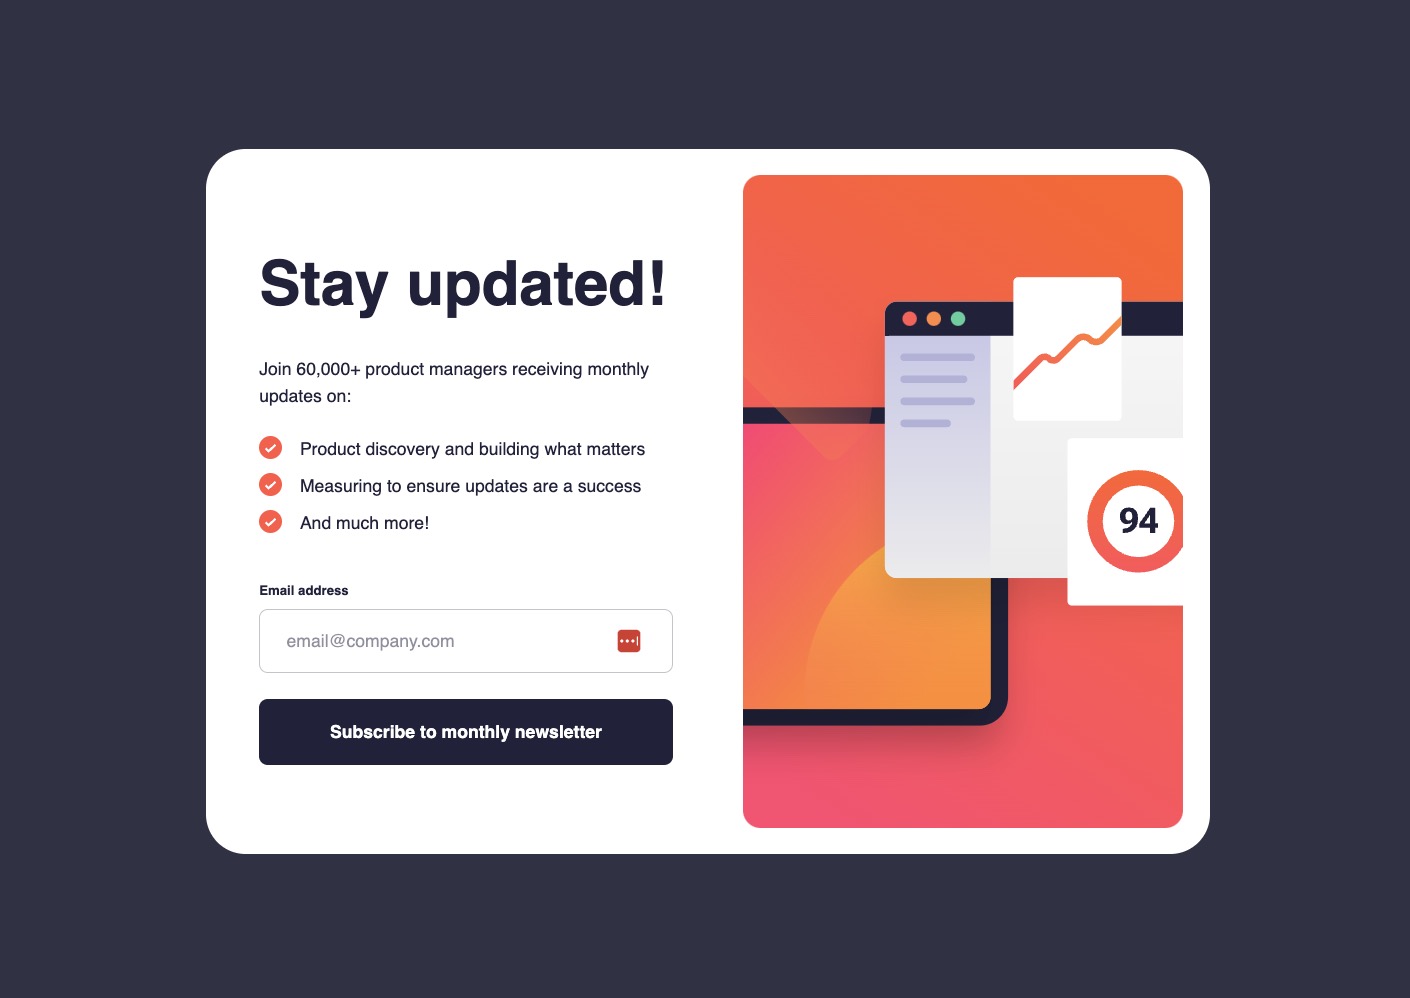 Stay updated!
Join 60,000+ product managers receiving monthly
updates on:
Product discovery and building what matters
Measuring to ensure updates are a success
And much more!
Email address
email@company.com
Subscribe to monthly newsletter
94